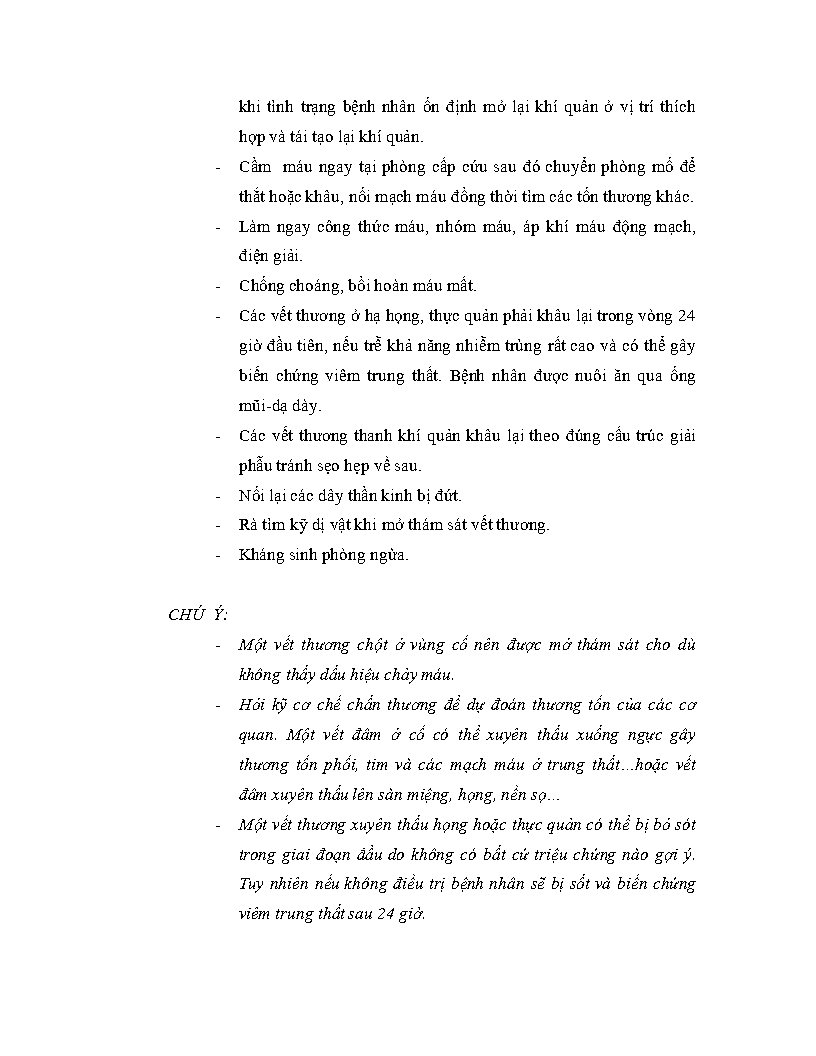 khi tình trạng bệnh nhân ổn định mở lại khí quản ở vị trí thích
hợp và tái tạo lại khí quản.
- Cầm máu ngay tại phòng cấp cứu sau đó chuyển phòng mổ để
thắt hoặc khâu, nối mạch máu đồng thời tìm các tổn thương khác.
- Làm ngay công thức máu, nhóm máu, áp khí máu động mạch,
điện giải.
- Chống choáng, bồi hoàn máu mất.
- Các vết thương ở hạ họng, thực quản phải khâu lại trong vòng 24
giờ đầu tiên, nếu trễ khả năng nhiễm trùng rất cao và có thể gây
biến chứng viêm trung thất. Bệnh nhân được nuôi ăn qua ống
mũi-dạ dày.
- Các vết thương thanh khí quản khâu lại theo đúng cấu trúc giải
phẫu tránh sẹo hẹp về sau.
- Nối lại các dây thần kinh bị đứt.
- Rà tìm kỹ dị vật khi mở thám sát vết thương.
- Kháng sinh phòng ngừa.
CHÚ Ý:
- Một vết thương chột ở vùng cổ nên được mở thám sát cho dù
không thấy dấu hiệu chảy máu.
- Hỏi kỹ cơ chế chấn thương để dự đoán thương tổn của các cơ
quan. Một vết đâm ở cổ có thể xuyên thấu xuống ngực gây
thương tổn phổi, tim và các mạch máu ở trung thất…hoặc vết
đâm xuyên thấu lên sàn miệng, họng, nền sọ…
- Một vết thương xuyên thấu họng hoặc thực quản có thể bị bỏ sót
trong giai đoạn đầu do không có bất cứ triệu chứng nào gợi ý.
Tuy nhiên nếu không điều trị bệnh nhân sẽ bị sốt và biến chứng
viêm trung thất sau 24 giờ.